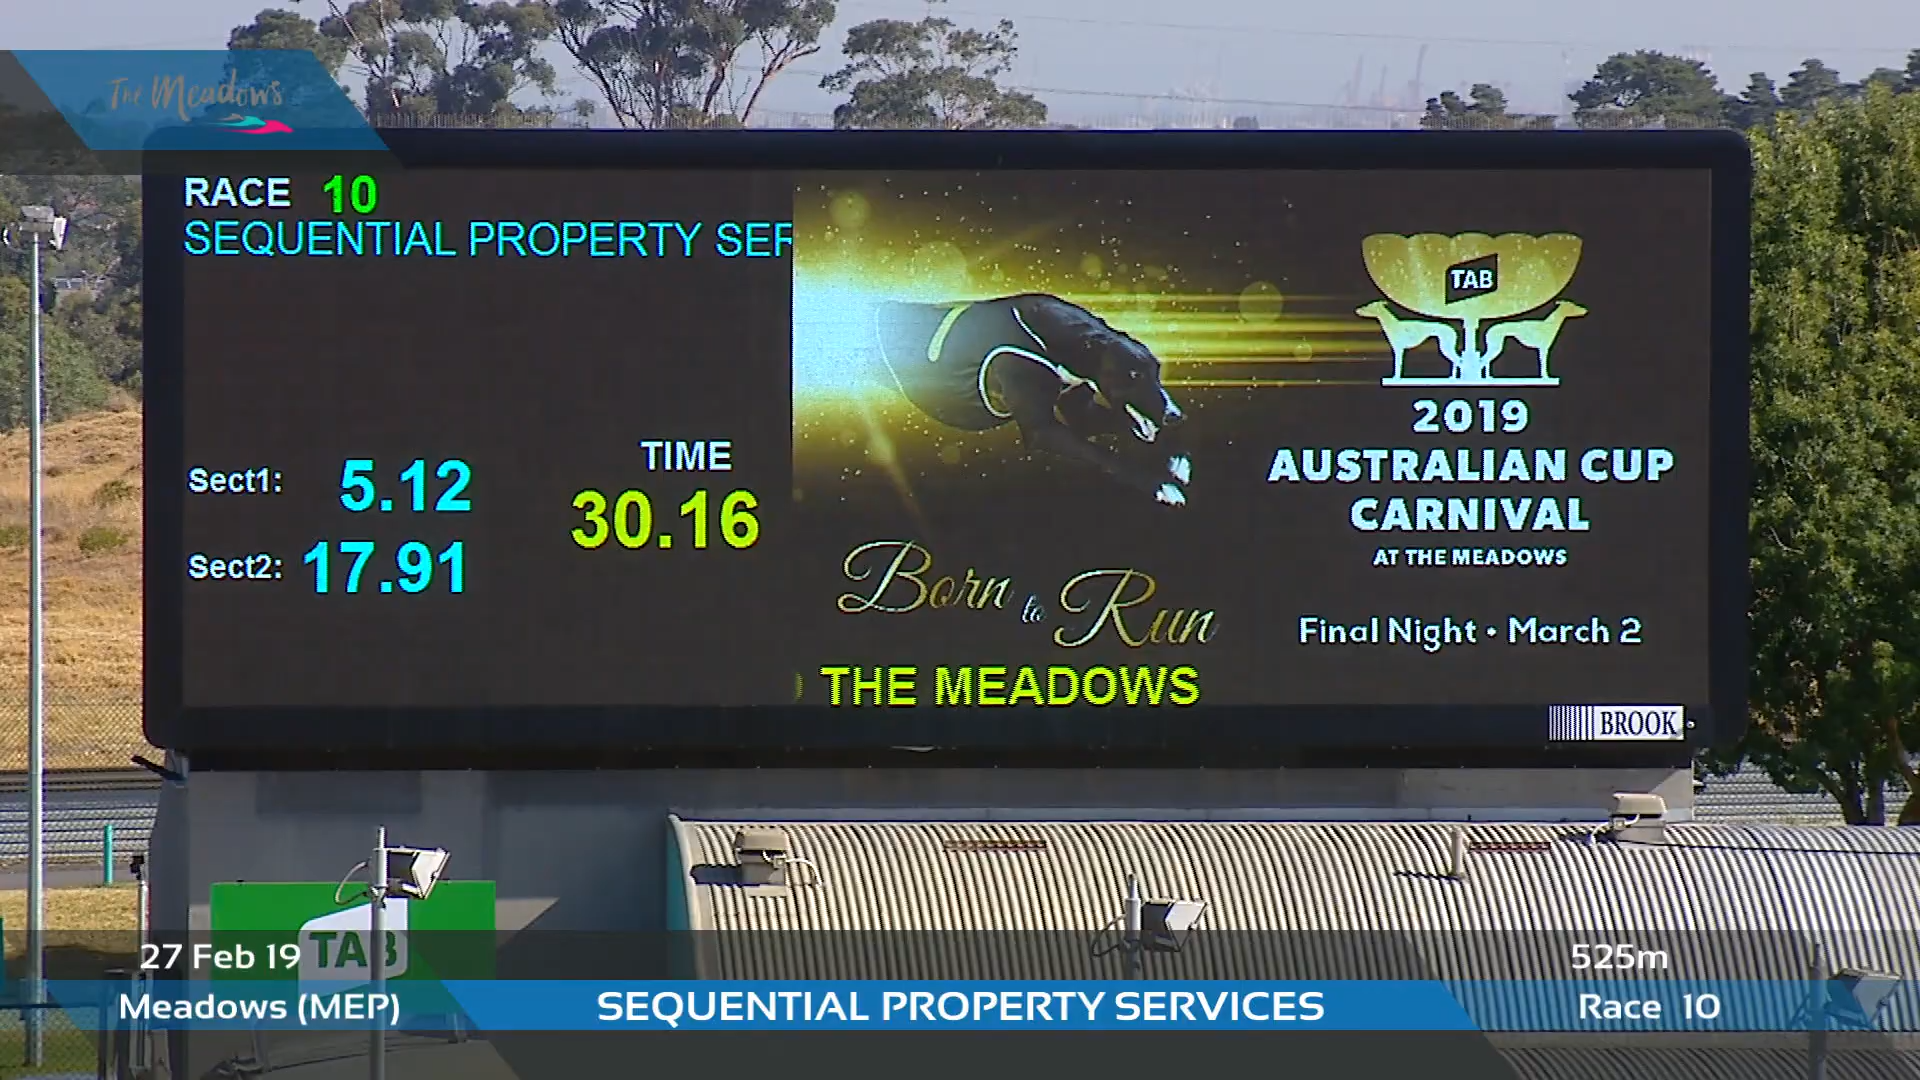 The Meadows
RACE 10
SEQUENTIAL PROPERTY SER
TAB
2019
AUSTRALIAN CUP
CARNIVAL
AT THE MEADOWS
Final Night • March 2
Sect1: 5.12
Sect2: 17.91
TIME
30.16
Born to Run
THE MEADOWS
BROOK
TAB
27 Feb 19
Meadows (MEP)
SEQUENTIAL PROPERTY SERVICES
525m
Race 10